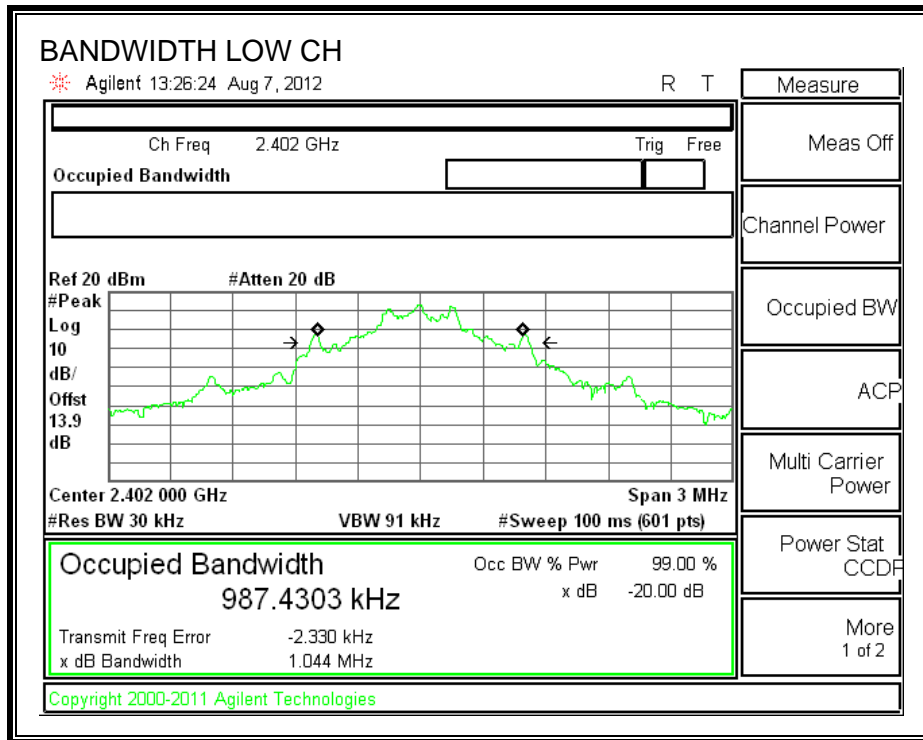 BANDWIDTH LOW CH
Agilent 13:26:24 Aug 7, 2012 R T
Measure
Ch Freq 2.402 GHz Trig Free
Meas Off
Occupied Bandwidth
Channel Power
Ref 20 dBm #Atten 20 dB
#Peak
Log
10
dB/
Offst
13.9
dB
Occupied BW
ACP
Multi Carrier
Power
Center 2.402 000 GHz Span 3 MHz
#Res BW 30 kHz VBW 91 kHz #Sweep 100 ms (601 pts)
Power Stat
CCDF
Occupied Bandwidth Occ BW % Pwr 99.00 %
987.4303 kHz x dB -20.00 dB
Transmit Freq Error -2.330 kHz
x dB Bandwidth 1.044 MHz
More
1 of 2
Copyright 2000-2011 Agilent Technologies